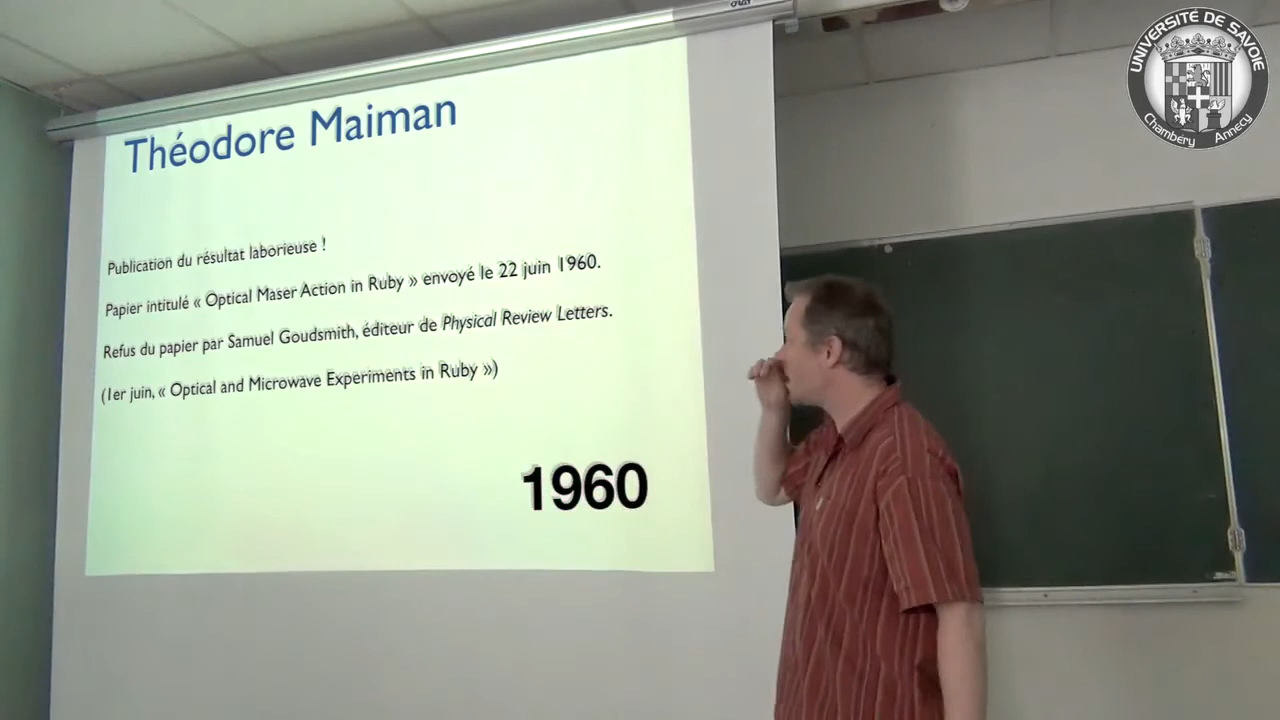 UNIVERSITÉ DE SAVOIE
Chambéry Annecy
Théodore Maiman
Publication du résultat laborieuse !
Papier intitulé « Optical Maser Action in Ruby » envoyé le 22 juin 1960.
Refus du papier par Samuel Goudsmith, éditeur de Physical Review Letters.
(1er juin, « Optical and Microwave Experiments in Ruby »)
1960